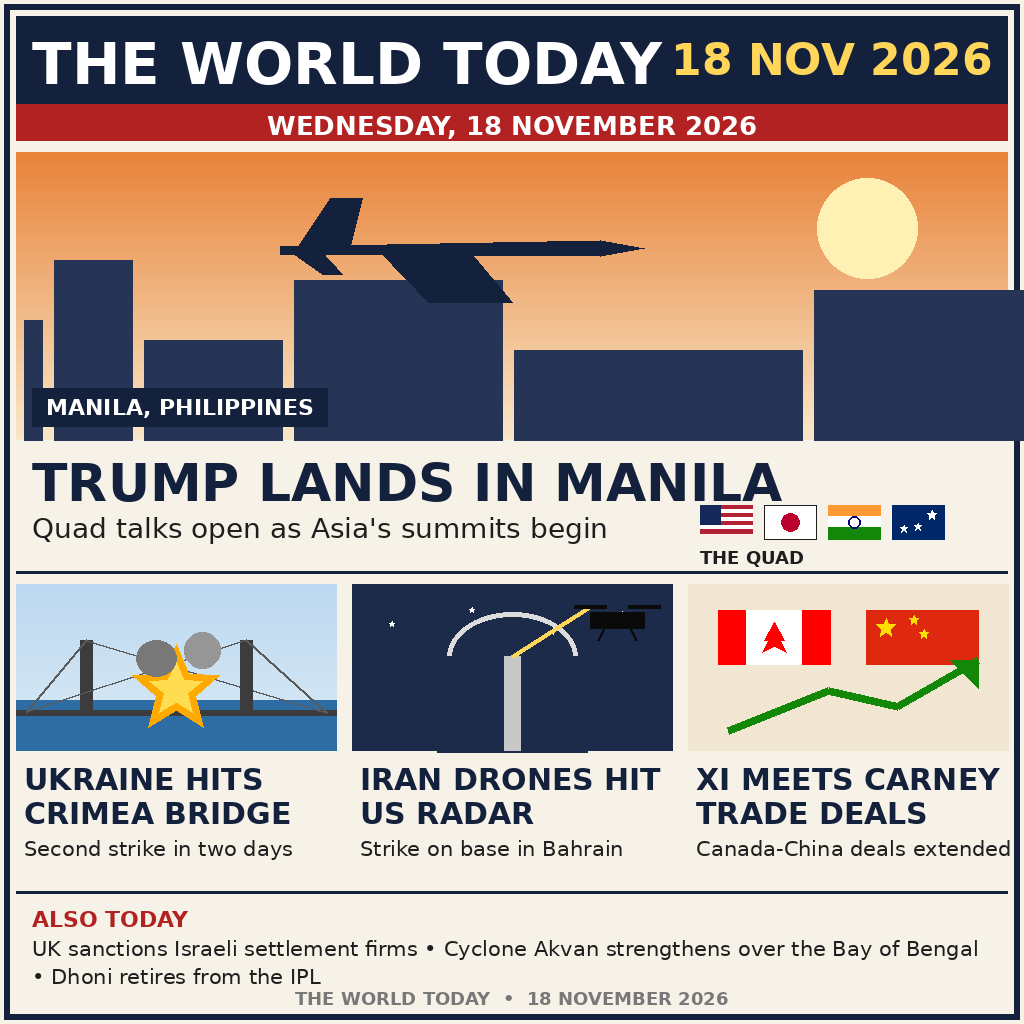 THE WORLD TODAY 18 NOV 2026
WEDNESDAY, 18 NOVEMBER 2026
MANILA, PHILIPPINES
TRUMP LANDS IN MANILA
Quad talks open as Asia's summits begin
THE QUAD
UKRAINE HITS
CRIMEA BRIDGE
Second strike in two days
IRAN DRONES HIT
US RADAR
Strike on base in Bahrain
XI MEETS CARNEY
TRADE DEALS
Canada-China deals extended
ALSO TODAY
UK sanctions Israeli settlement firms • Cyclone Akvan strengthens over the Bay of Bengal
• Dhoni retires from the IPL
THE WORLD TODAY • 18 NOVEMBER 2026